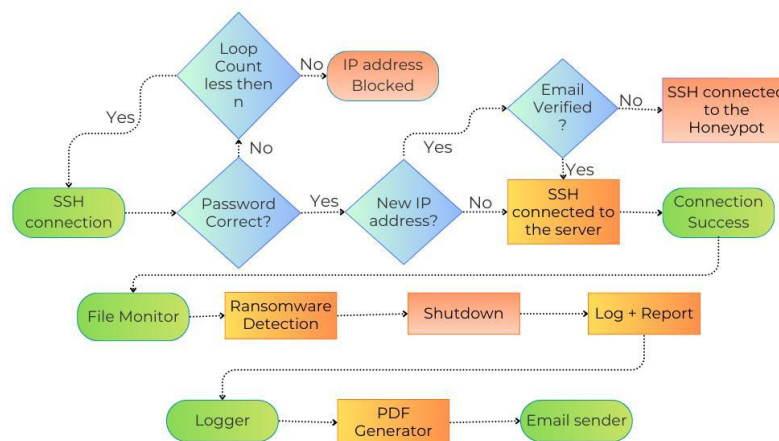 Loop
Count
less then
n
No
IP address
Blocked
Email
Verified
?
No
SSH connected
to the
Honeypot
Yes
Yes
No
Yes
SSH
connection
Password
Correct?
Yes
New IP
address?
No
SSH
connected to
the server
Connection
Success
File Monitor
Ransomware
Detection
Shutdown
Log + Report
Logger
PDF
Generator
Email sender